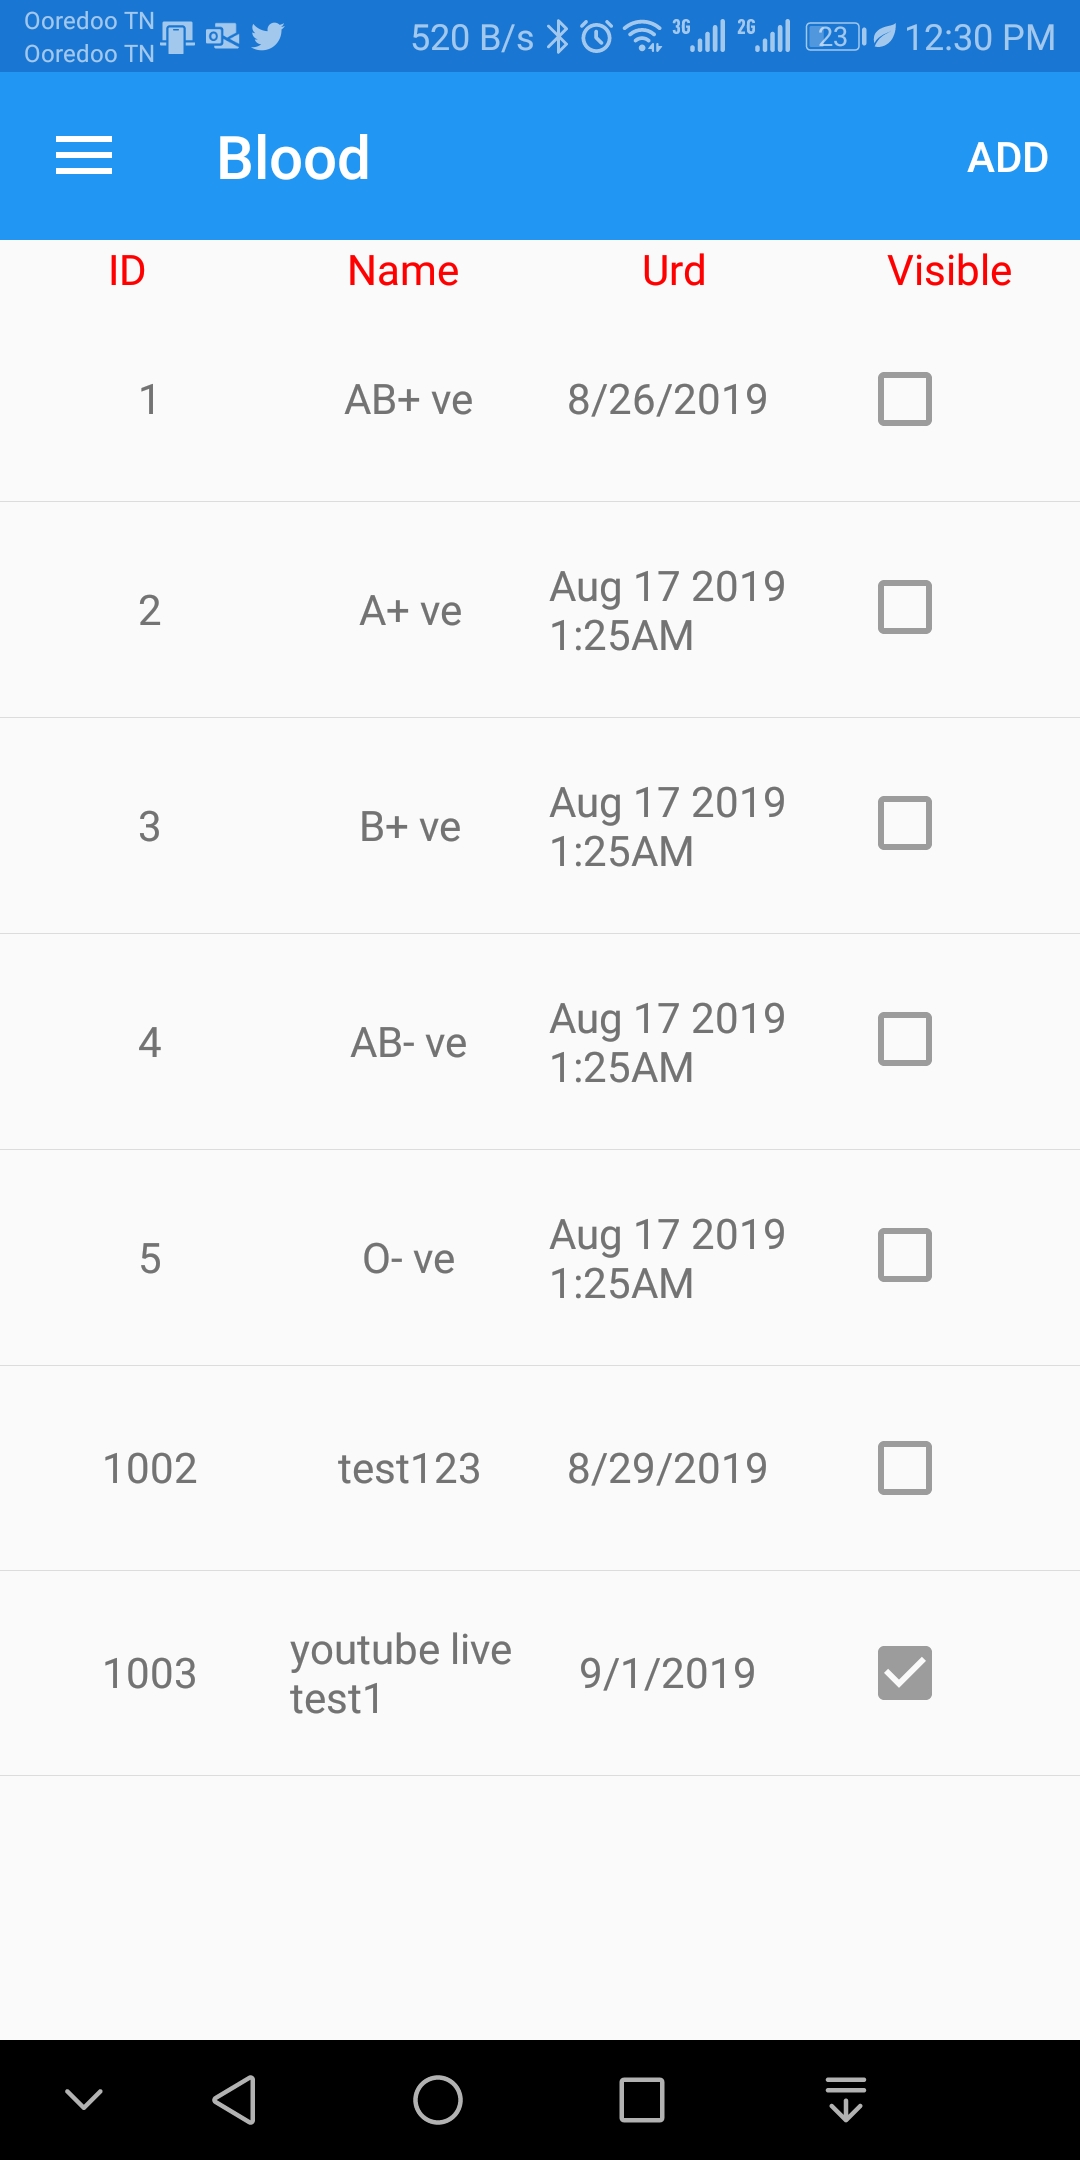 Ooredoo TN
Ooredoo TN
520 B/s 3G 2G 23 12:30 PM
Blood ADD
ID Name Urd Visible
1 AB+ ve 8/26/2019
2 A+ ve Aug 17 2019
1:25AM
3 B+ ve Aug 17 2019
1:25AM
4 AB- ve Aug 17 2019
1:25AM
5 O- ve Aug 17 2019
1:25AM
1002 test123 8/29/2019
1003 youtube live
test1 9/1/2019